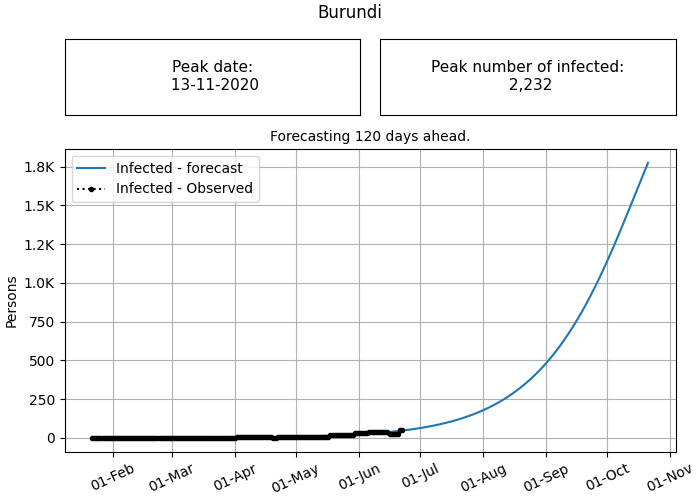 Burundi
Peak date:
13-11-2020
Peak number of infected:
2,232
Forecasting 120 days ahead.
Infected - forecast
Infected - Observed
1.8K
1.5K
1.2K
1.0K
750
500
250
0
Persons
01-Feb
01-Mar
01-Apr
01-May
01-Jun
01-Jul
01-Aug
01-Sep
01-Oct
01-Nov